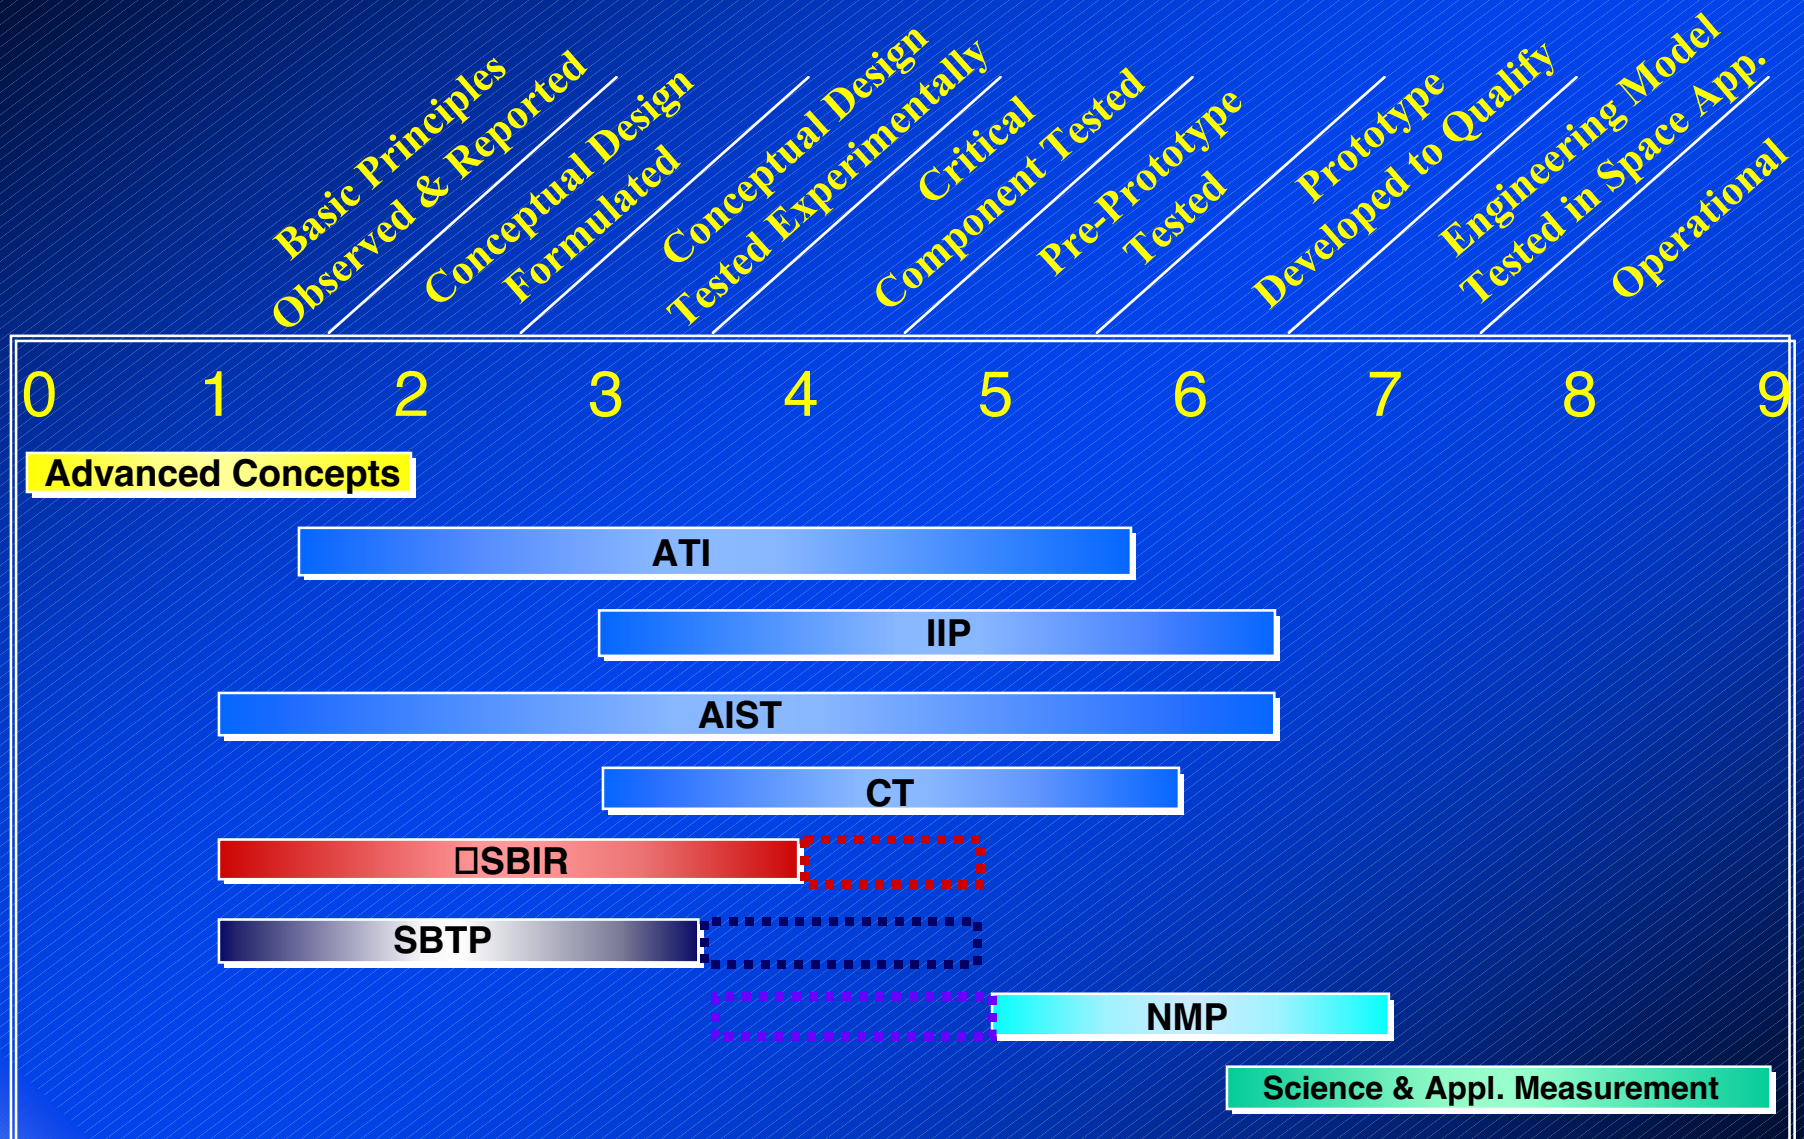 Basic Principles
Observed & Reported
Conceptual Design
Formulated
Conceptual Design
Tested Experimentally
Critical
Component Tested
Pre-Prototype
Tested
Prototype
Developed to Qualify
Engineering Model
Tested in Space App.
Operational
0 1 2 3 4 5 6 7 8 9
Advanced Concepts
ATI
IIP
AIST
CT
□SBIR
SBTP
NMP
Science & Appl. Measurement